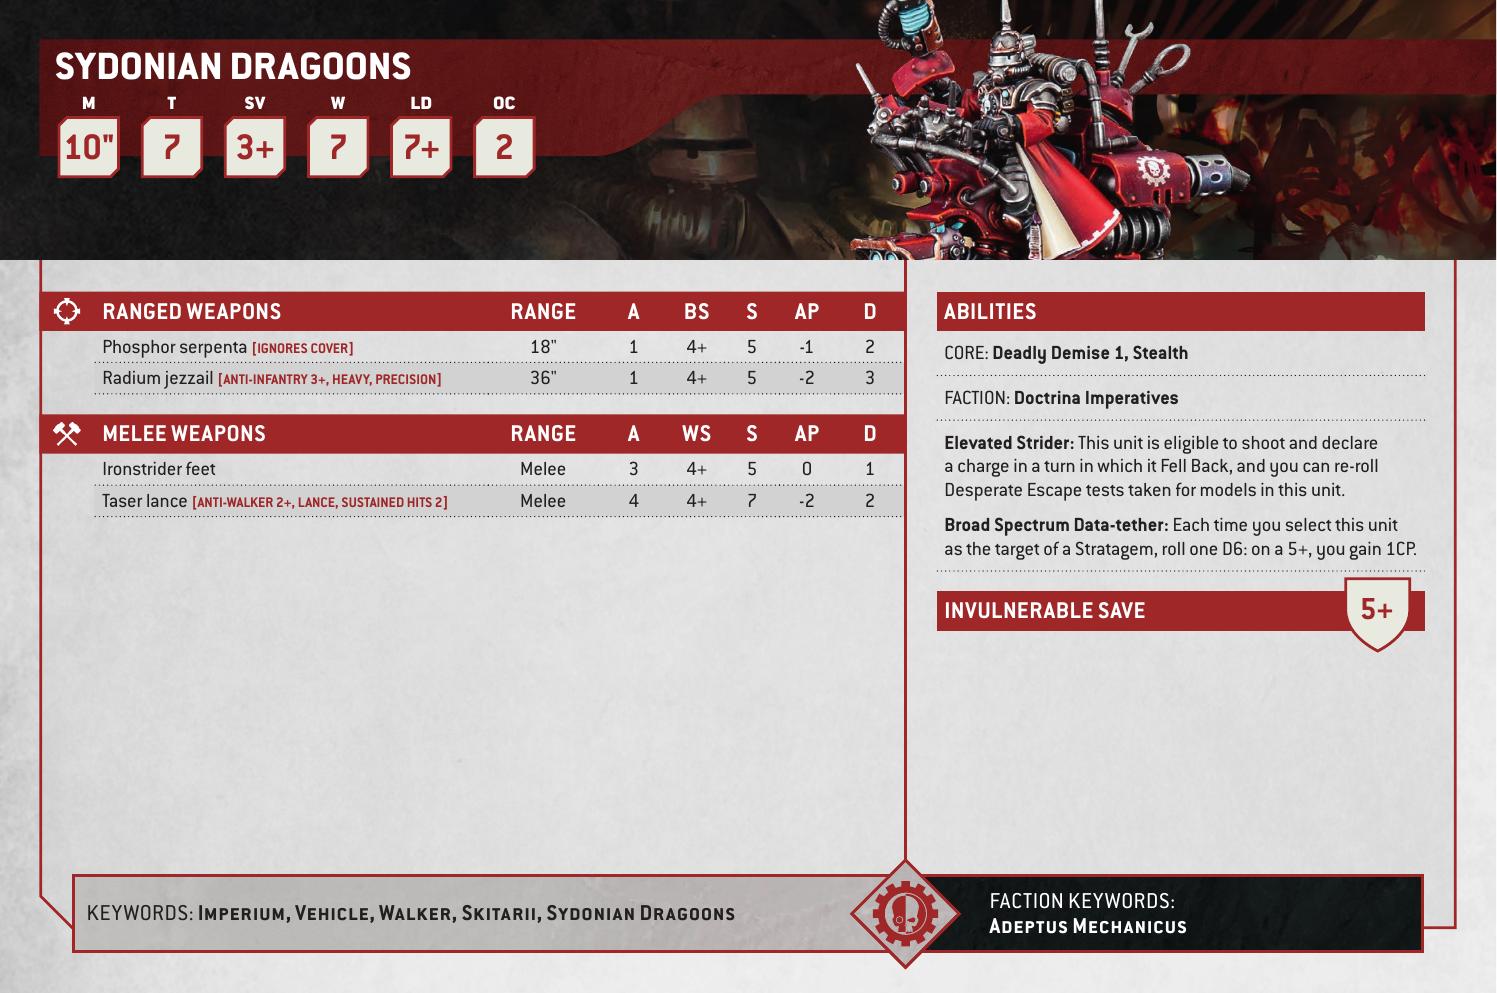 SYDONIAN DRAGOONS
M T SV W LD OC
10" 7 3+ 7 7+ 2
RANGED WEAPONS RANGE A BS S AP D
Phosphor serpenta [IGNORES COVER] 18" 1 4+ 5 -1 2
Radium jezzail [ANTI-INFANTRY 3+, HEAVY, PRECISION] 36" 1 4+ 5 -2 3
MELEE WEAPONS RANGE A WS S AP D
Ironstrider feet Melee 3 4+ 5 0 1
Taser lance [ANTI-WALKER 2+, LANCE, SUSTAINED HITS 2] Melee 4 4+ 7 -2 2
ABILITIES
CORE: Deadly Demise 1, Stealth
FACTION: Doctrina Imperatives
Elevated Strider: This unit is eligible to shoot and declare
a charge in a turn in which it Fell Back, and you can re-roll
Desperate Escape tests taken for models in this unit.
Broad Spectrum Data-tether: Each time you select this unit
as the target of a Stratagem, roll one D6: on a 5+, you gain 1CP.
INVULNERABLE SAVE 5+
KEYWORDS: IMPERIUM, VEHICLE, WALKER, SKITARII, SYDONIAN DRAGOONS
FACTION KEYWORDS:
ADEPTUS MECHANICUS